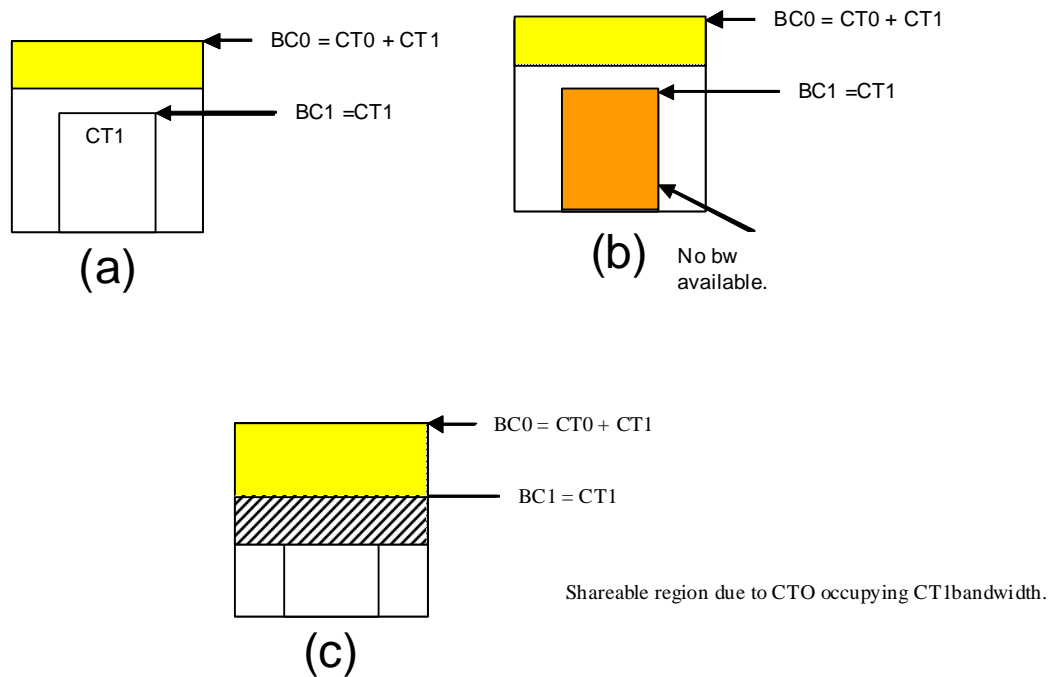 BC0 = CT0 + CT1
BC1 =CT1
CT1
(a)
BC0 = CT0 + CT1
BC1 =CT1
(b)
No bw
available.
BC0 = CT0 + CT1
BC1 = CT1
Shareable region due to CTO occupying CT1bandwidth.
(c)